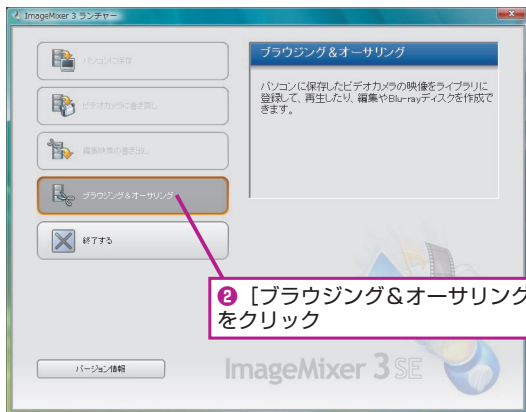 ImageMixer 3 ランチャー
パソコンに保存
ビデオカメラに書き戻し
編集映像の書き出し
ブラウジング&オーサリング
終了する
バージョン情報
ブラウジング&オーサリング
パソコンに保存したビデオカメラの映像をライブラリに
登録して、再生したり、編集やBlu-rayディスクを作成で
きます。
❷ [ブラウジング&オーサリング
をクリック
ImageMixer 3 SE